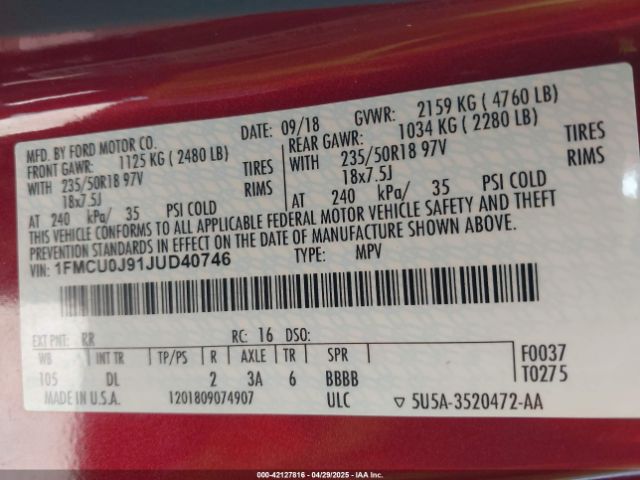 MFD. BY FORD MOTOR CO. DATE: 09/18 GVWR: 2159 KG ( 4760 LB)
FRONT GAWR: 1125 KG ( 2480 LB) REAR GAWR: 1034 KG ( 2280 LB)
WITH 235/50R18 97V TIRES WITH 235/50R18 97V TIRES
18x7.5J RIMS 18x7.5J RIMS
AT 240 kPa/ 35 PSI COLD AT 240 kPa/ 35 PSI COLD
THIS VEHICLE CONFORMS TO ALL APPLICABLE FEDERAL MOTOR VEHICLE SAFETY AND THEFT
PREVENTION STANDARDS IN EFFECT ON THE DATE OF MANUFACTURE SHOWN ABOVE.
VIN: 1FMCU0J91JUD40746 TYPE: MPV
EXT PNT: RR RC: 16 DSO:
WB INT TR TP/PS R AXLE TR SPR F0037
105 DL 2 3A 6 BBBB T0275
MADE IN U.S.A. 1201809074907 ULC ▽ 5U5A-3520472-AA
000-42127816 - 04/29/2025 - IAA Inc.